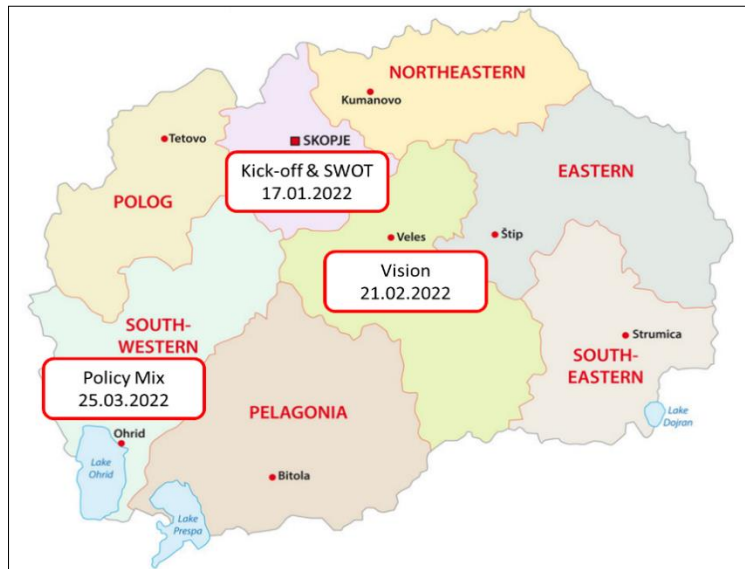 NORTHEASTERN
Kumanovo
Tetovo
SKOPJE
Kick-off & SWOT
17.01.2022
EASTERN
POLOG
Veles
Štip
Vision
21.02.2022
SOUTH-
WESTERN
Strumica
SOUTH-
EASTERN
Policy Mix
25.03.2022
PELAGONIA
Lake
Dojran
Ohrid
Lake
Ohrid
Bitola
Lake
Prespa